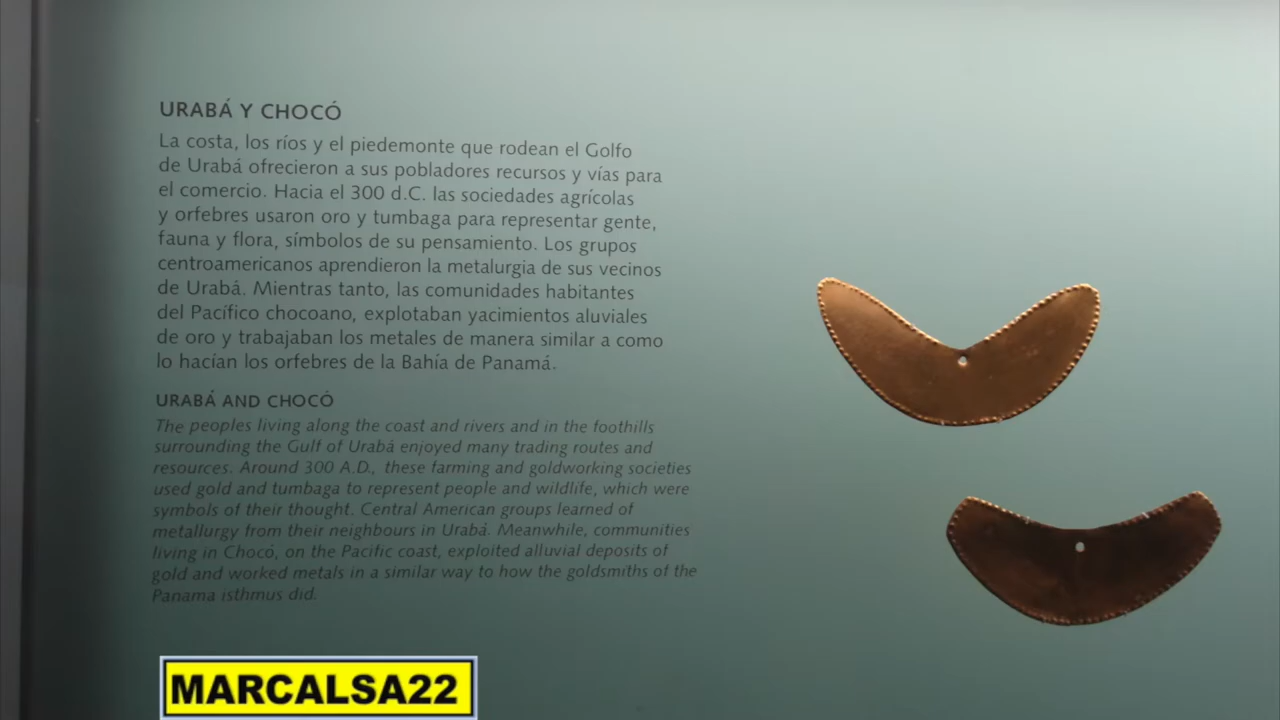 URABÁ Y CHOCÓ
La costa, los ríos y el piedemonte que rodean el Golfo
de Urabá ofrecieron a sus pobladores recursos y vías para
el comercio. Hacia el 300 d.C. las sociedades agrícolas
y orfebres usaron oro y tumbaga para representar gente,
fauna y flora, símbolos de su pensamiento. Los grupos
centroamericanos aprendieron la metalurgia de sus vecinos
de Urabá. Mientras tanto, las comunidades habitantes
del Pacífico chocoano, explotaban yacimientos aluviales
de oro y trabajaban los metales de manera similar a como
lo hacían los orfebres de la Bahía de Panamá.
URABÁ AND CHOCÓ
The peoples living along the coast and rivers and in the foothills
surrounding the Gulf of Urabá enjoyed many trading routes and
resources. Around 300 A.D., these farming and goldworking societies
used gold and tumbaga to represent people and wildlife, which were
symbols of their thought. Central American groups learned of
metallurgy from their neighbours in Urabá. Meanwhile, communities
living in Chocó, on the Pacific coast, exploited alluvial deposits of
gold and worked metals in a similar way to how the goldsmiths of the
Panama isthmus did.
MARCALSA22